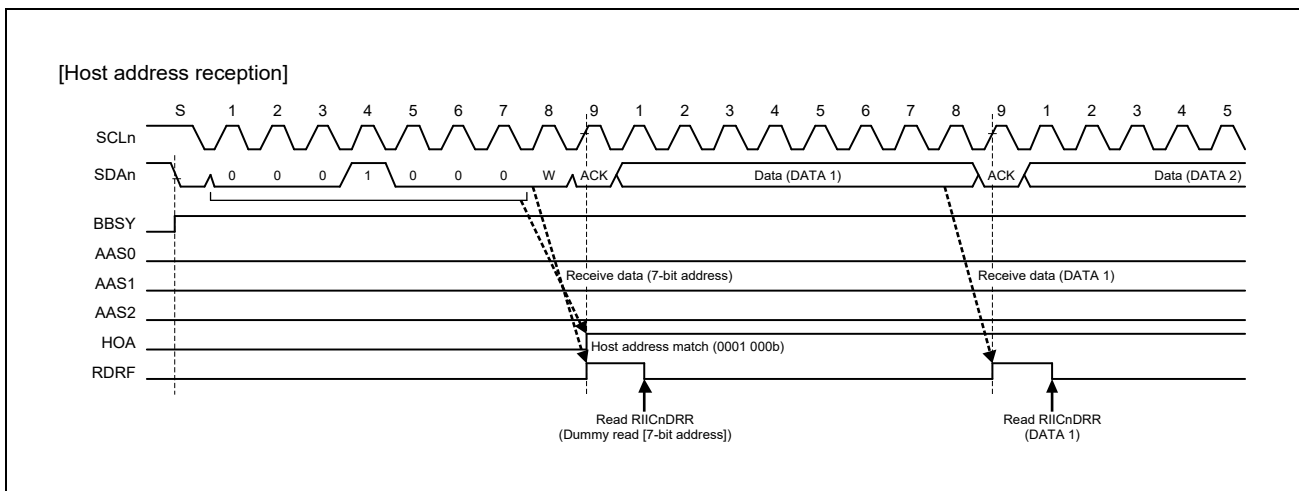 [Host address reception]
S 1 2 3 4 5 6 7 8 9 1 2 3 4 5 6 7 8 9 1 2 3 4 5
SCLn
SDAn 0 0 0 1 0 0 0 W ACK Data (DATA 1) ACK Data (DATA 2)
BBSY
AAS0
AAS1 Receive data (7-bit address) Receive data (DATA 1)
AAS2
HOA Host address match (0001 000b)
RDRF
Read RIICnDRR Read RIICnDRR
(Dummy read [7-bit address]) (DATA 1)